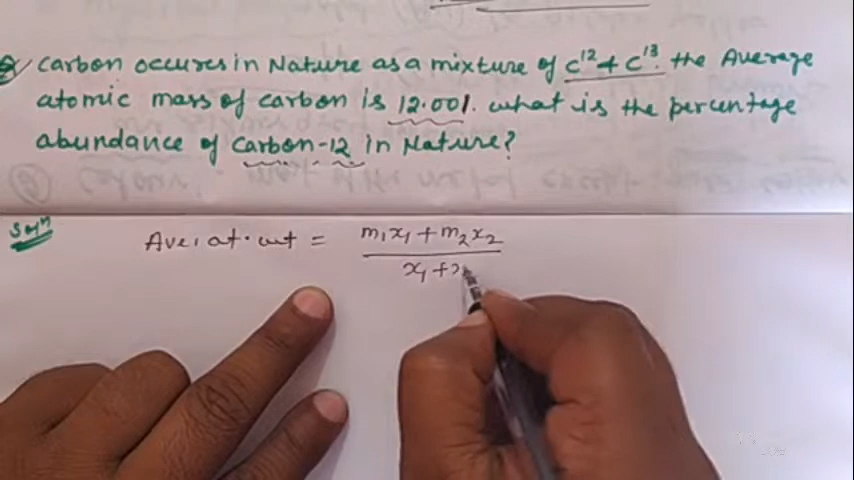 Carbon occures in Nature as a mixture of C¹² + C¹³. the Average
atomic mass of carbon is 12.001. what is the percentage
abundance of carbon-12 in Nature?
Solⁿ
Ave. at. wt = m₁x₁ + m₂x₂
x₁ + x